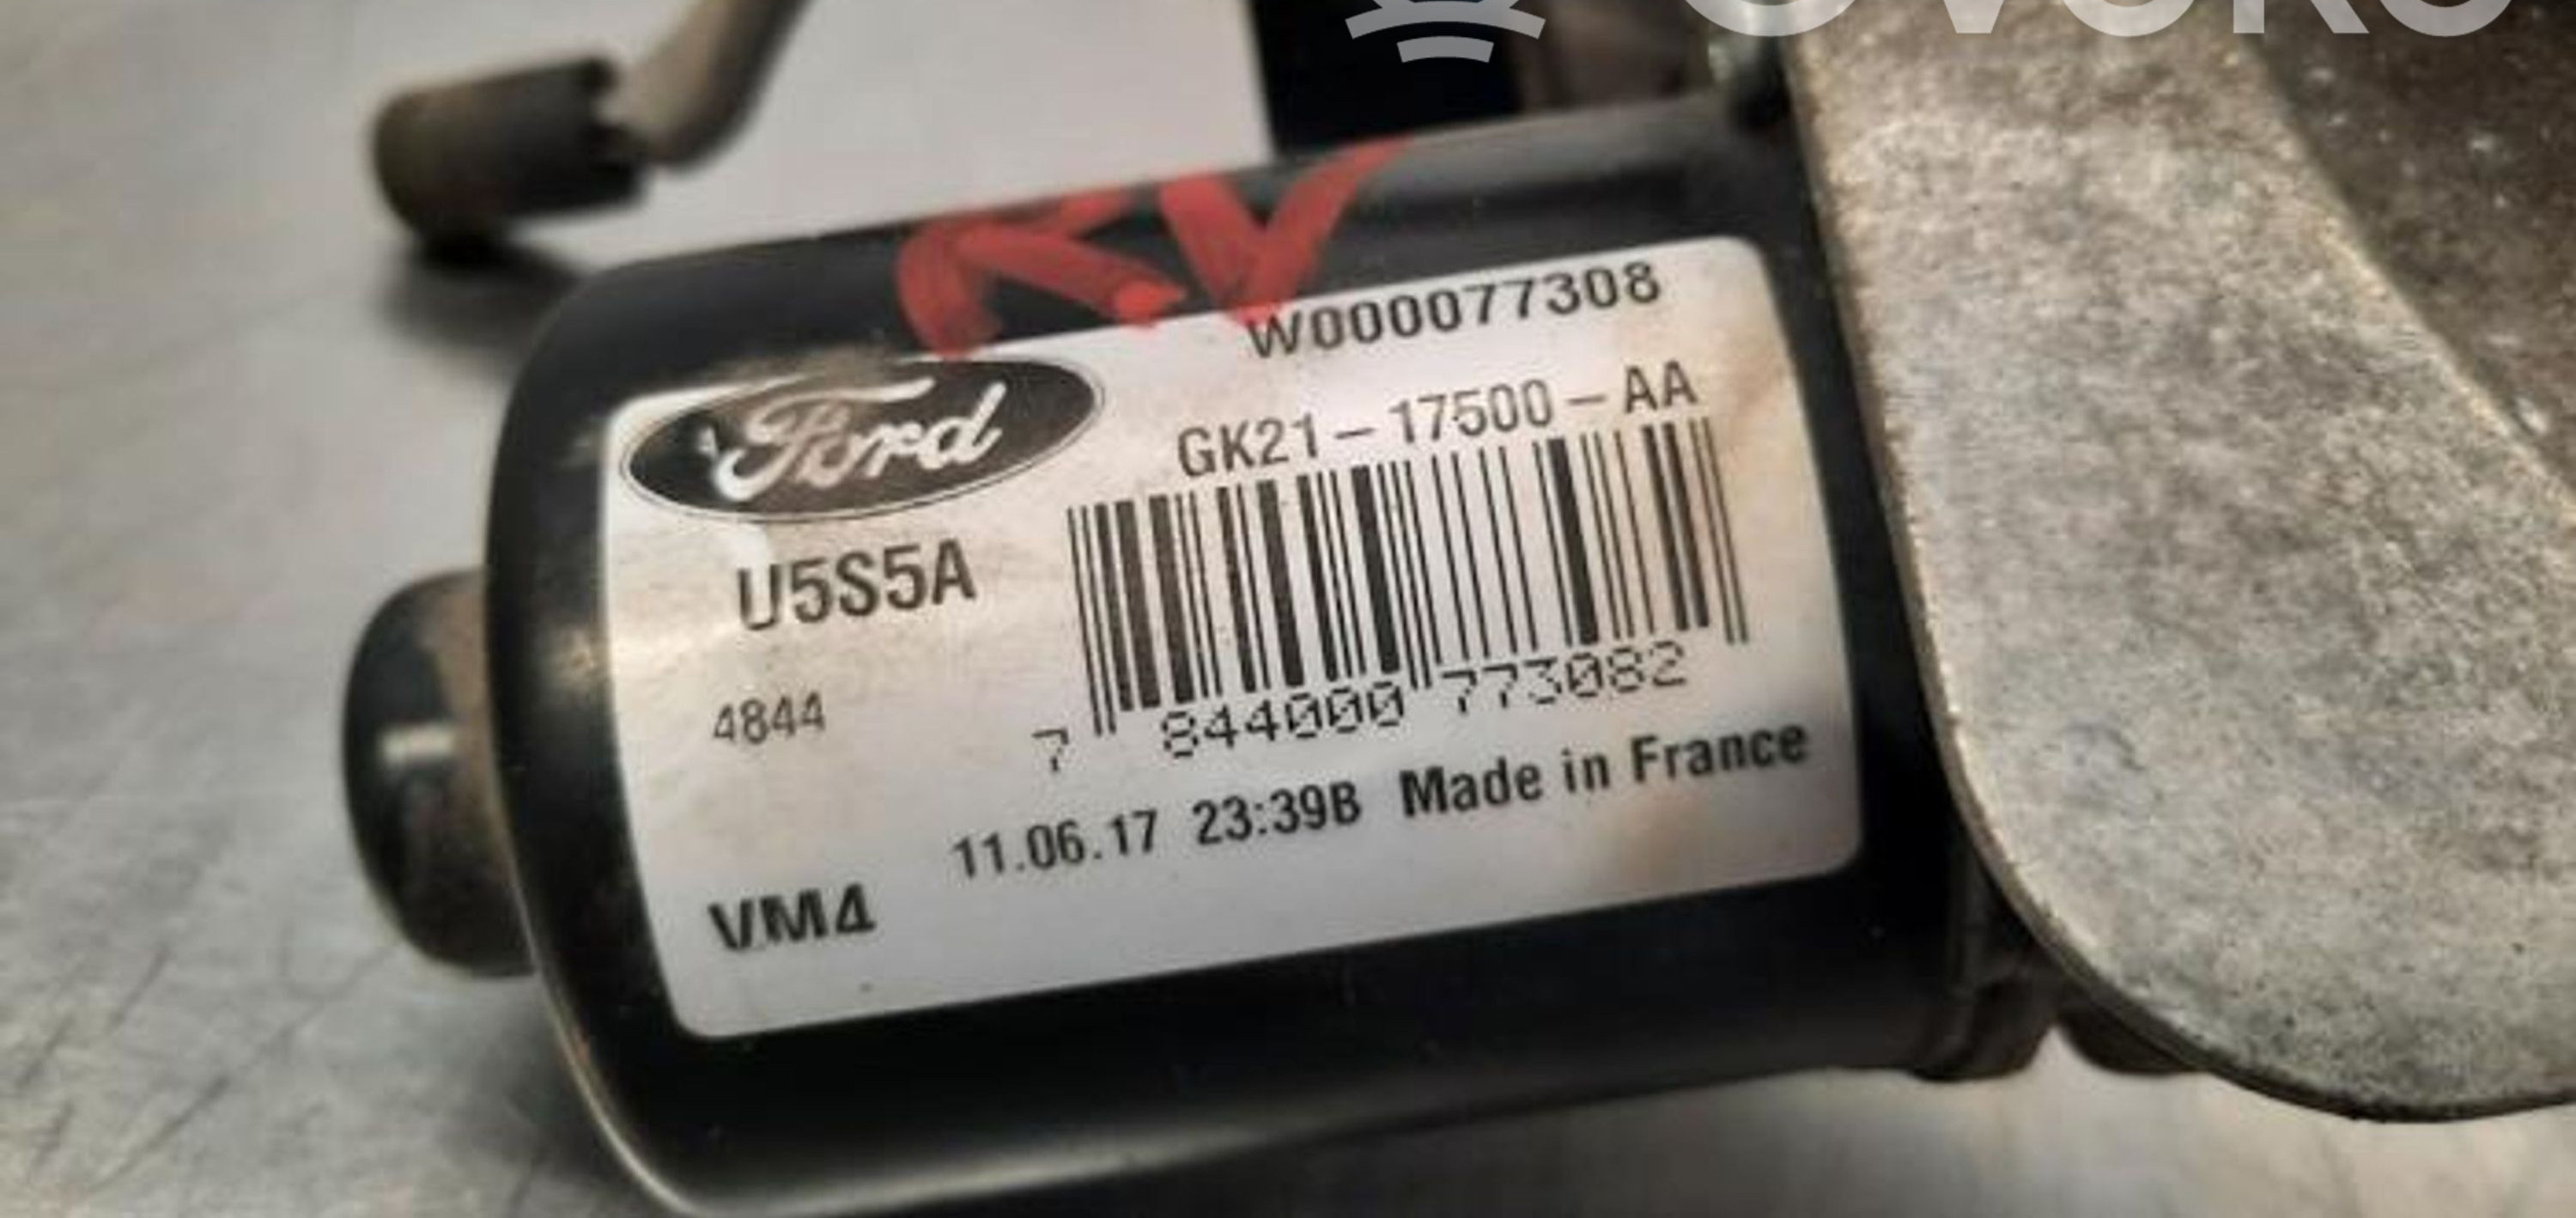 RV
W000077308
Ford
GK21-17500-AA
U5S5A
4844
7 844000 773082
11.06.17 23:39B Made in France
VM4